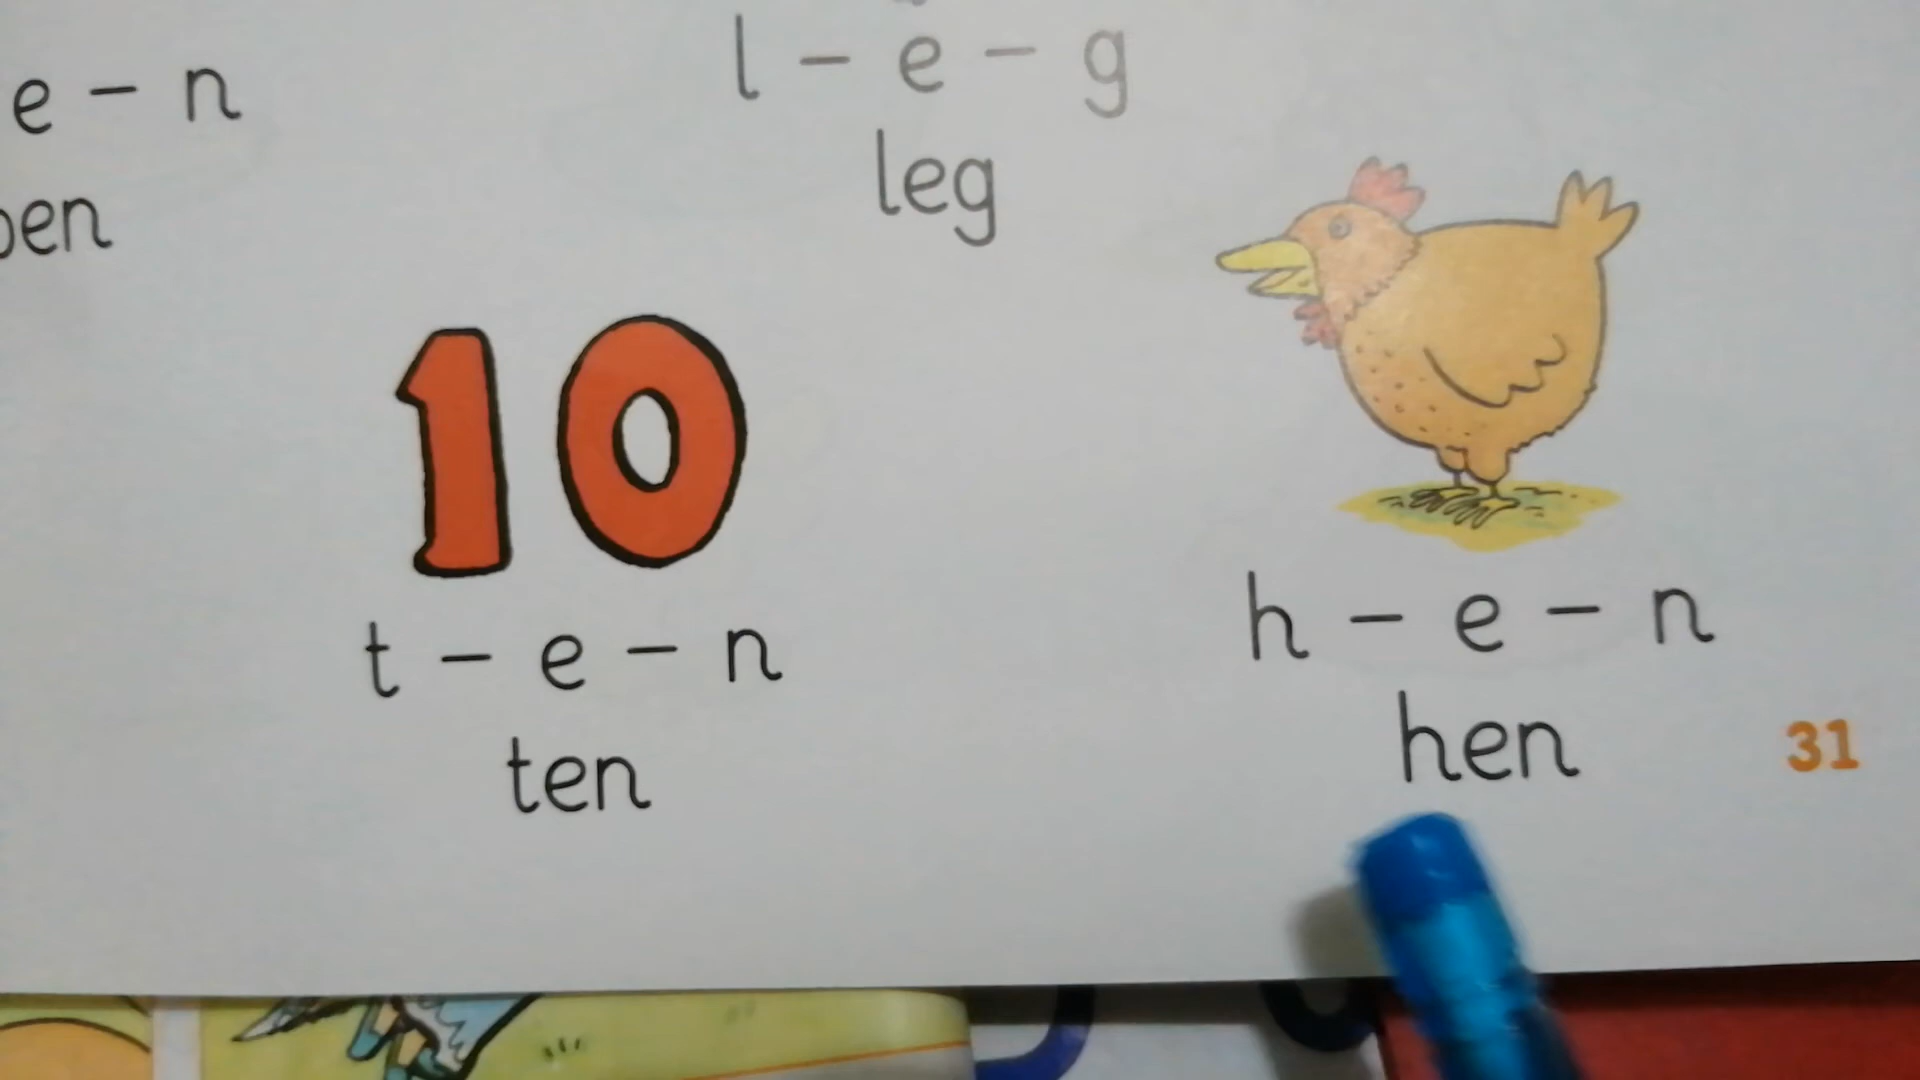 e – n
l – e – g
leg
10
t – e – n
ten
h – e – n
hen
31